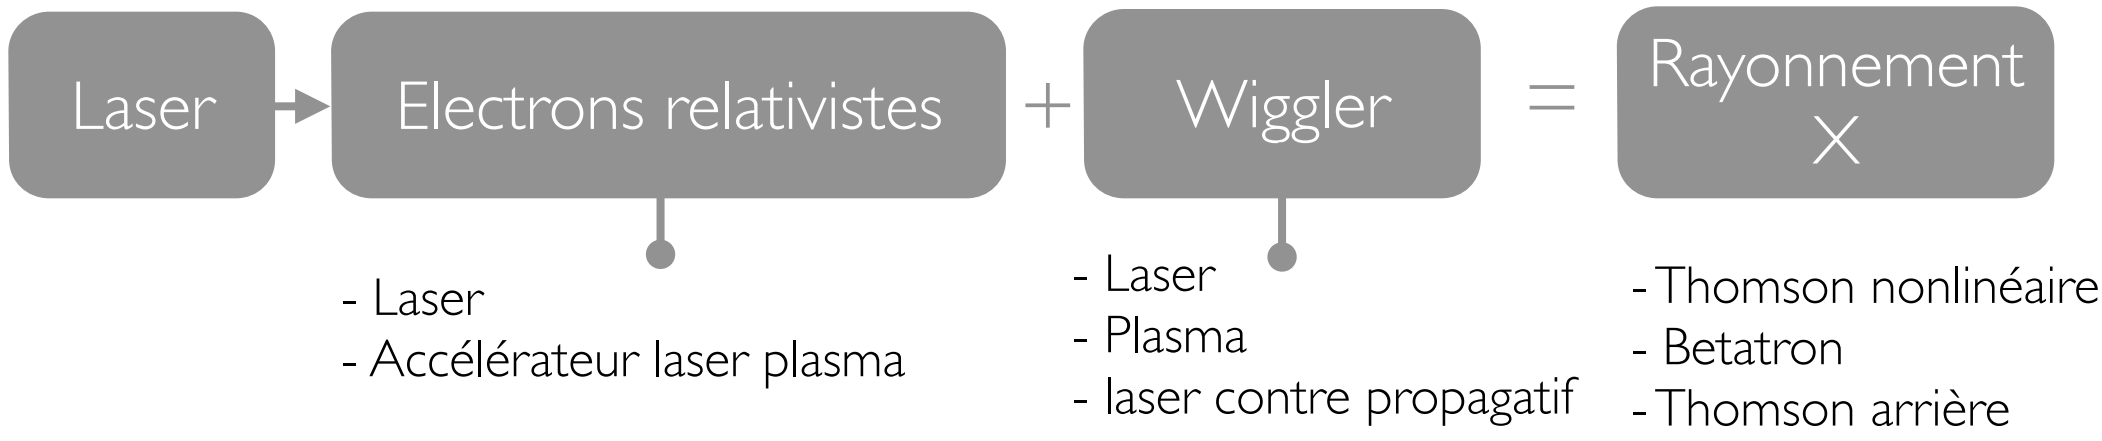 Laser
Electrons relativistes
+
Wiggler
=
Rayonnement
X
- Laser
- Accélérateur laser plasma
- Laser
- Plasma
- laser contre propagatif
- Thomson nonlinéaire
- Betatron
- Thomson arrière